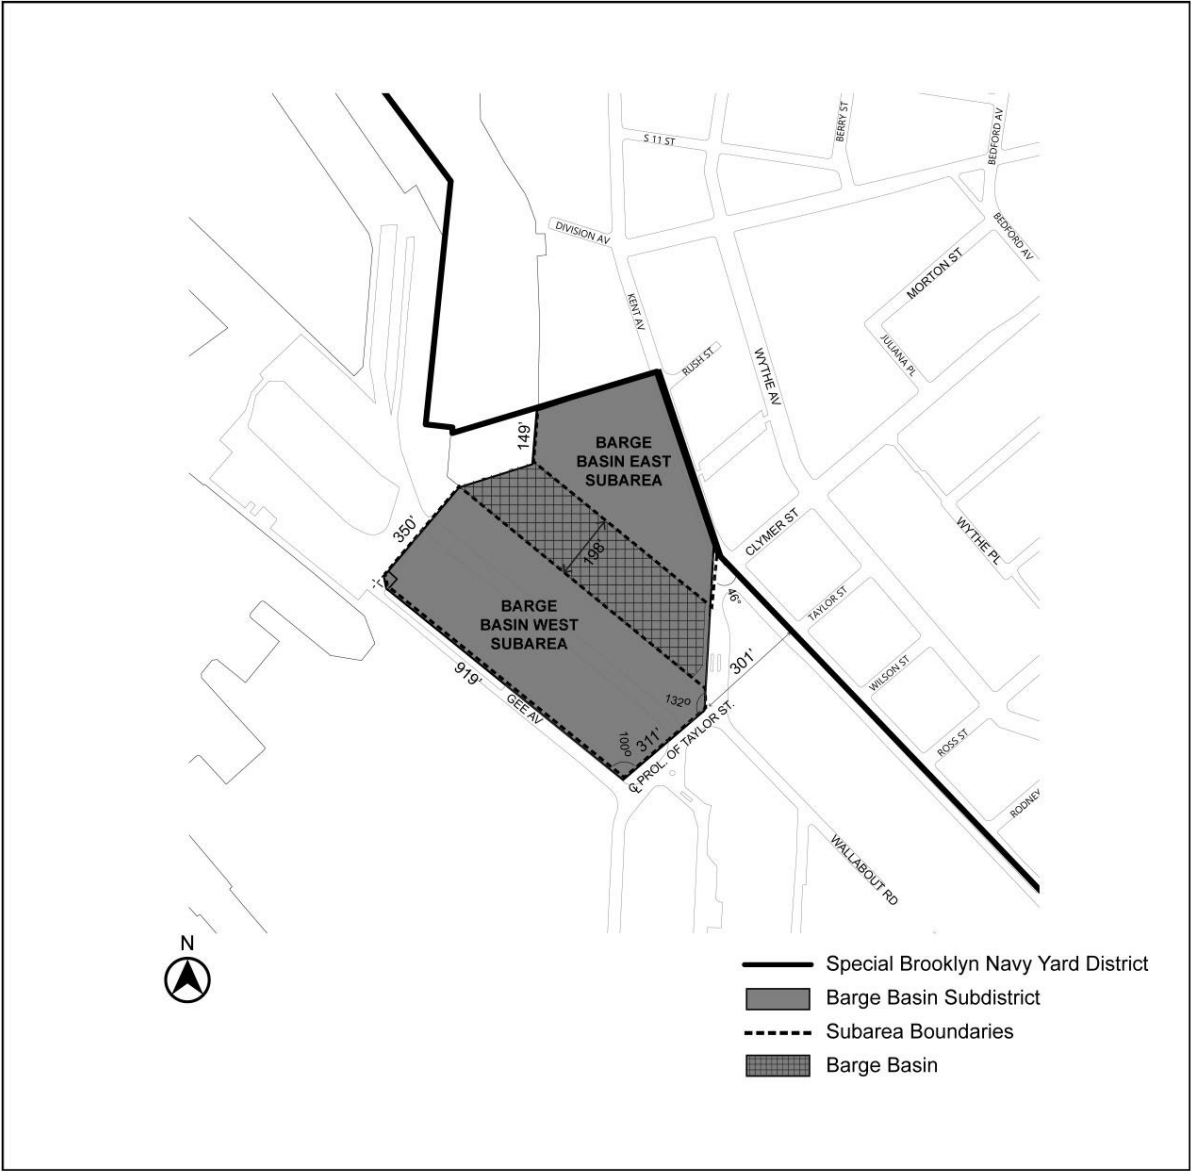 BERRY ST
BEDFORD AV
S 11 ST
DIVISION AV
BEDFORD AV
MORTON ST
KENT AV
RUSH ST.
WYTHE AV
JULIANA PL
149'
BARGE
BASIN EAST
SUBAREA
350'
198'
CLYMER ST
WYTHE PL
46°
TAYLOR ST
BARGE
BASIN WEST
SUBAREA
301'
WILSON ST
919'
GEE AV
132º
100º
311'
℄ PROL. OF TAYLOR ST.
ROSS ST
RODNEY
WALLABOUT RD
N
Special Brooklyn Navy Yard District
Barge Basin Subdistrict
Subarea Boundaries
Barge Basin